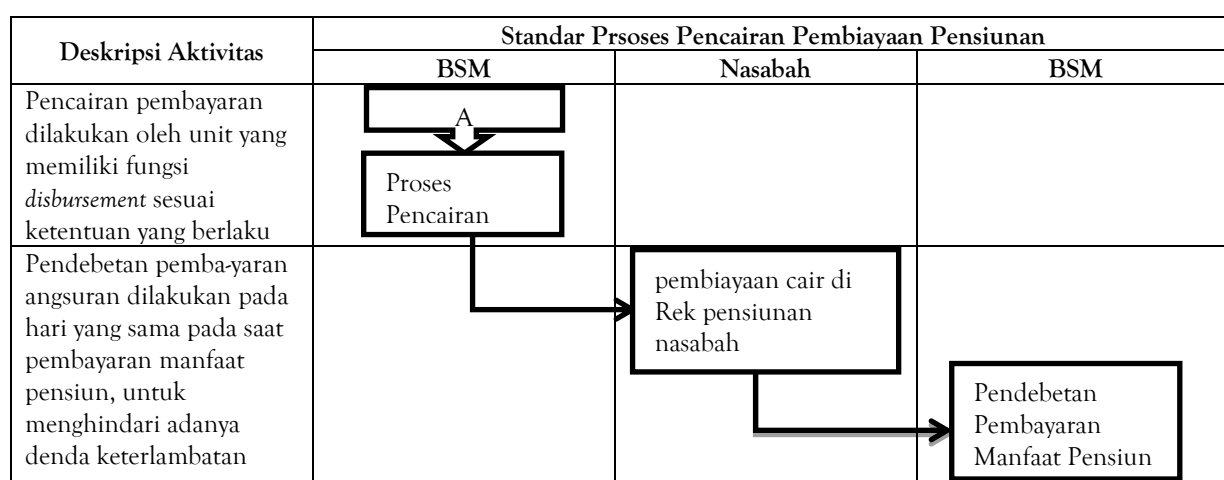 Deskripsi Aktivitas
Standar Prsoses Pencairan Pembiayaan Pensiunan
BSM
Nasabah
BSM
Pencairan pembayaran
dilakukan oleh unit yang
memiliki fungsi
disbursement sesuai
ketentuan yang berlaku
A
Proses
Pencairan
Pendebetan pemba-yaran
angsuran dilakukan pada
hari yang sama pada saat
pembayaran manfaat
pensiun, untuk
menghindari adanya
denda keterlambatan
pembiayaan cair di
Rek pensiunan
nasabah
Pendebetan
Pembayaran
Manfaat Pensiun